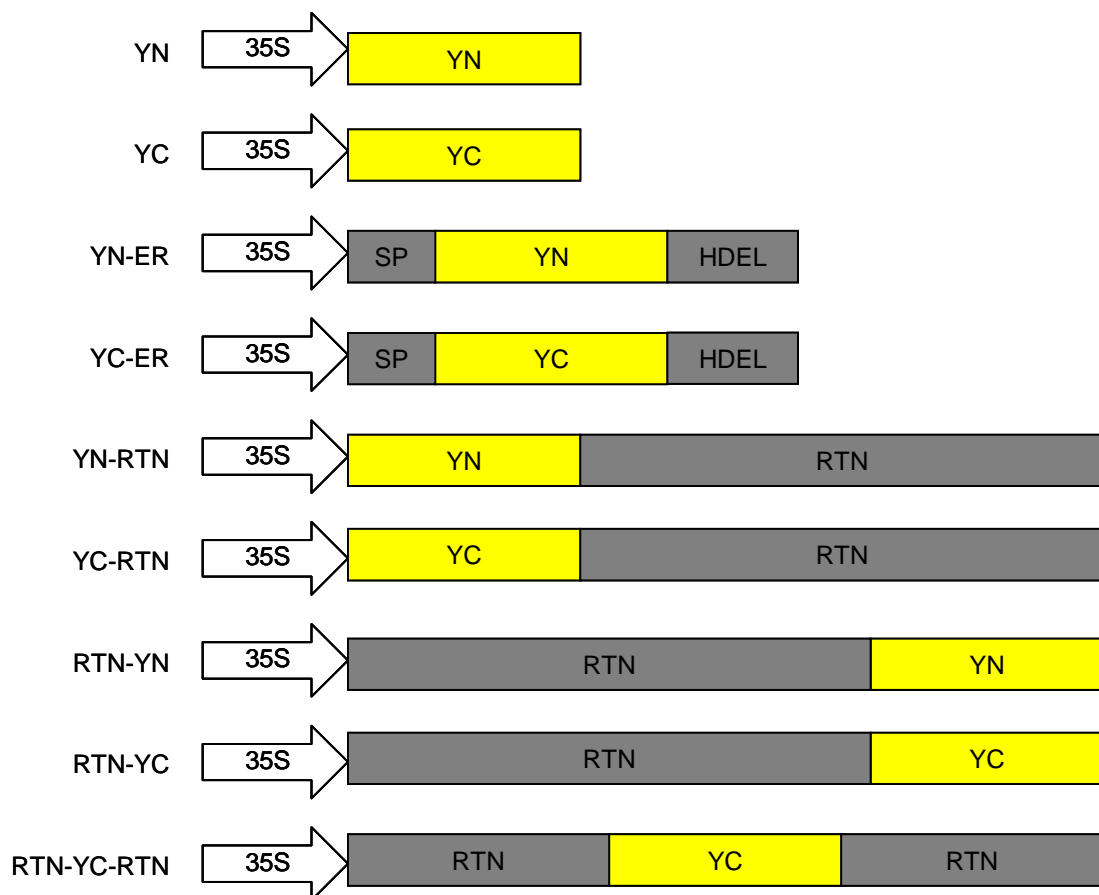 YN 35S YN
YC 35S YC
YN-ER 35S SP YN HDEL
YC-ER 35S SP YC HDEL
YN-RTN 35S YN RTN
YC-RTN 35S YC RTN
RTN-YN 35S RTN YN
RTN-YC 35S RTN YC
RTN-YC-RTN 35S RTN YC RTN